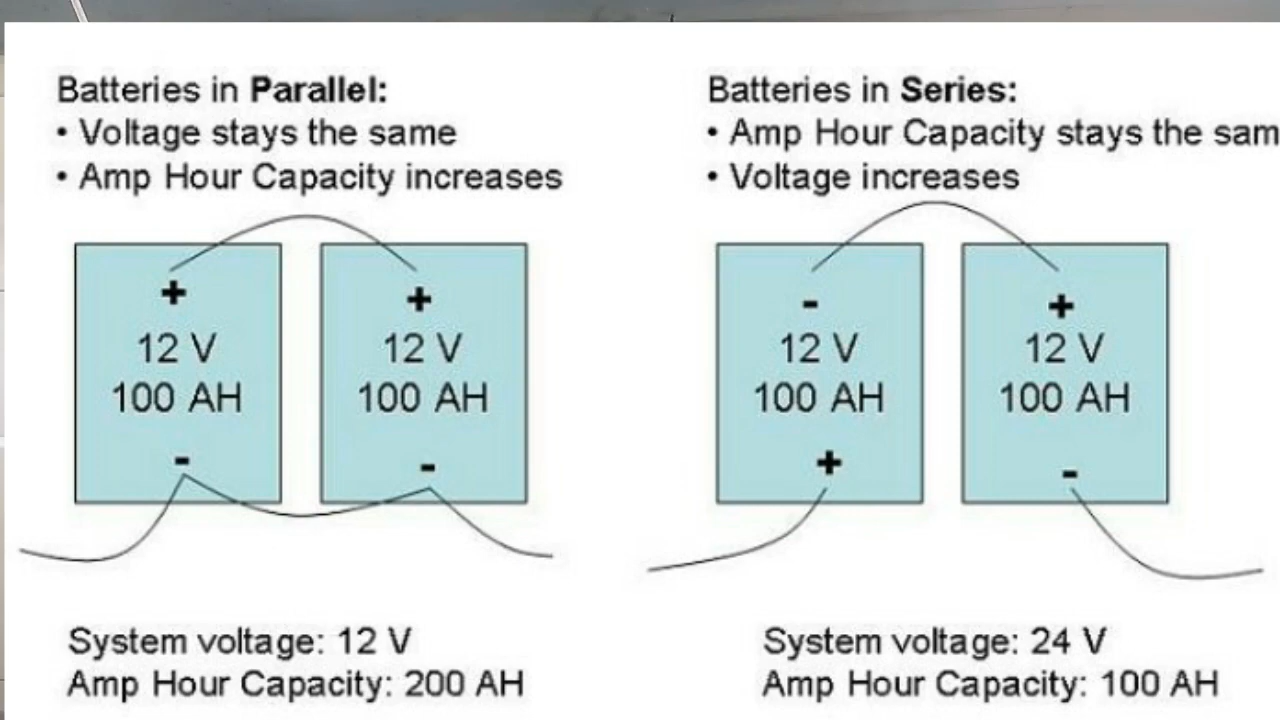 Batteries in Parallel:
• Voltage stays the same
• Amp Hour Capacity increases
+
12 V
100 AH
-
+
12 V
100 AH
-
System voltage: 12 V
Amp Hour Capacity: 200 AH
Batteries in Series:
• Amp Hour Capacity stays the sam
• Voltage increases
-
12 V
100 AH
+
+
12 V
100 AH
-
System voltage: 24 V
Amp Hour Capacity: 100 AH